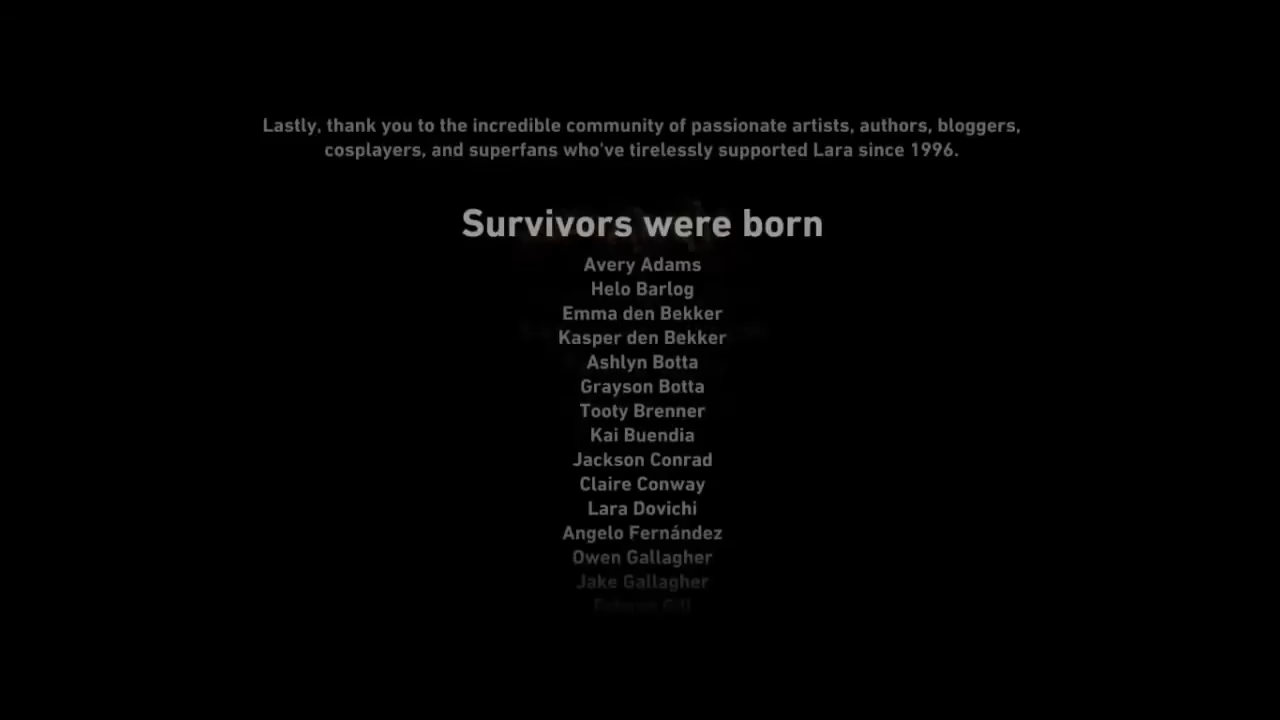 Lastly, thank you to the incredible community of passionate artists, authors, bloggers,
cosplayers, and superfans who've tirelessly supported Lara since 1996.
Survivors were born
Avery Adams
Helo Barlog
Emma den Bekker
Kasper den Bekker
Ashlyn Botta
Grayson Botta
Tooty Brenner
Kai Buendia
Jackson Conrad
Claire Conway
Lara Dovichi
Angelo Fernández
Owen Gallagher
Jake Gallagher
Gill